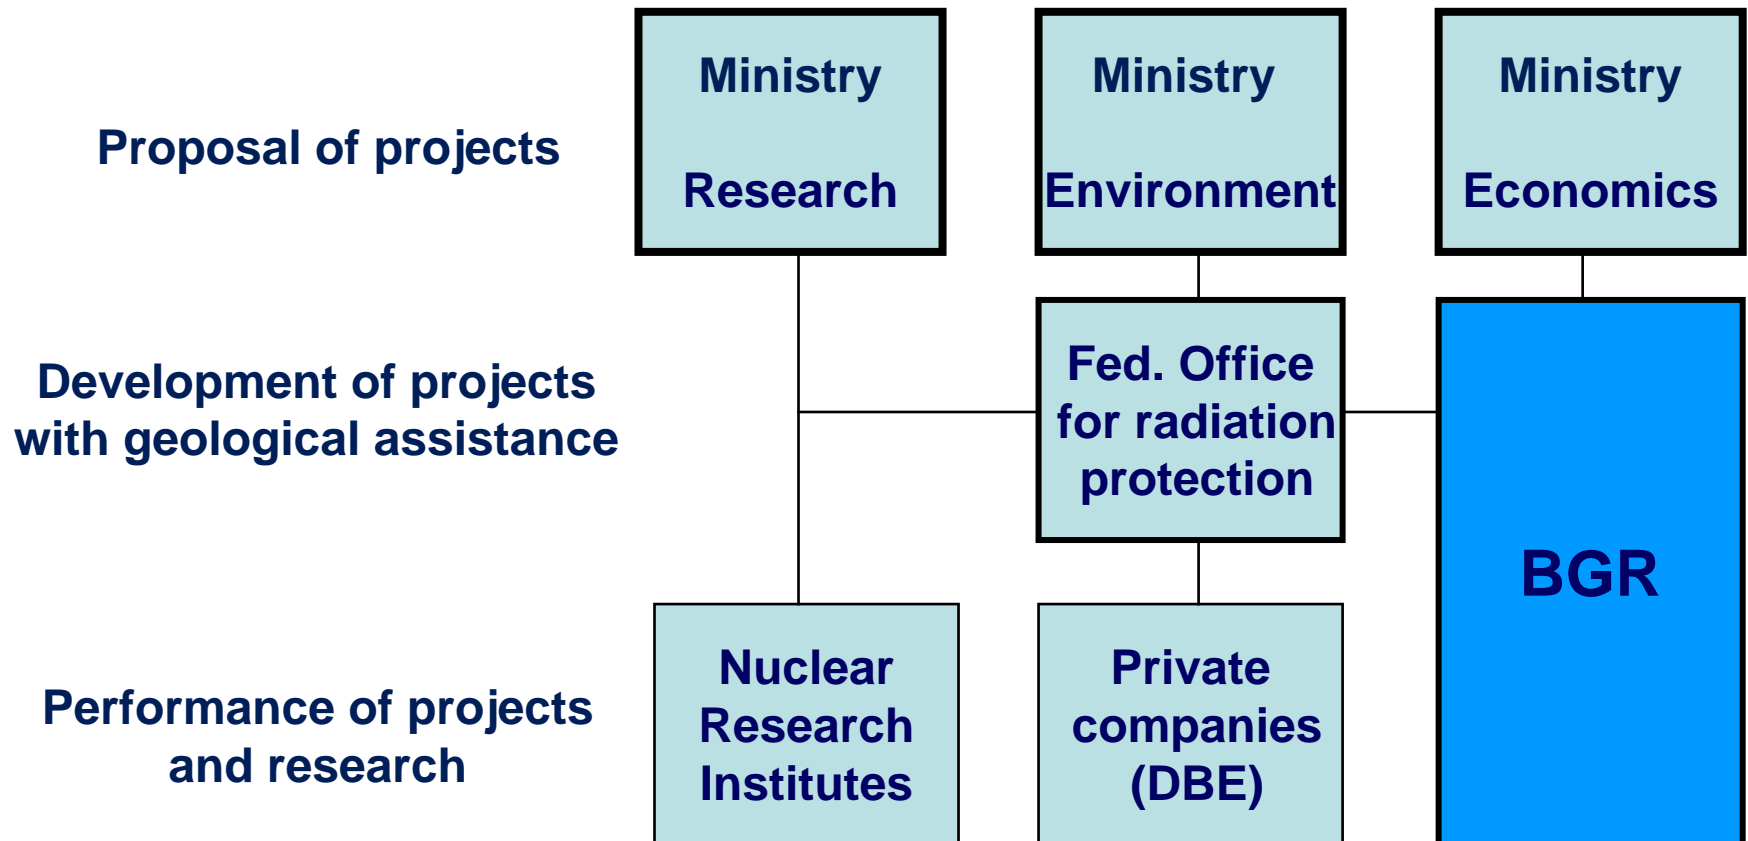 Proposal of projects
Ministry
Research
Ministry
Environment
Ministry
Economics
Development of projects
with geological assistance
Fed. Office
for radiation
protection
BGR
Performance of projects
and research
Nuclear
Research
Institutes
Private
companies
(DBE)